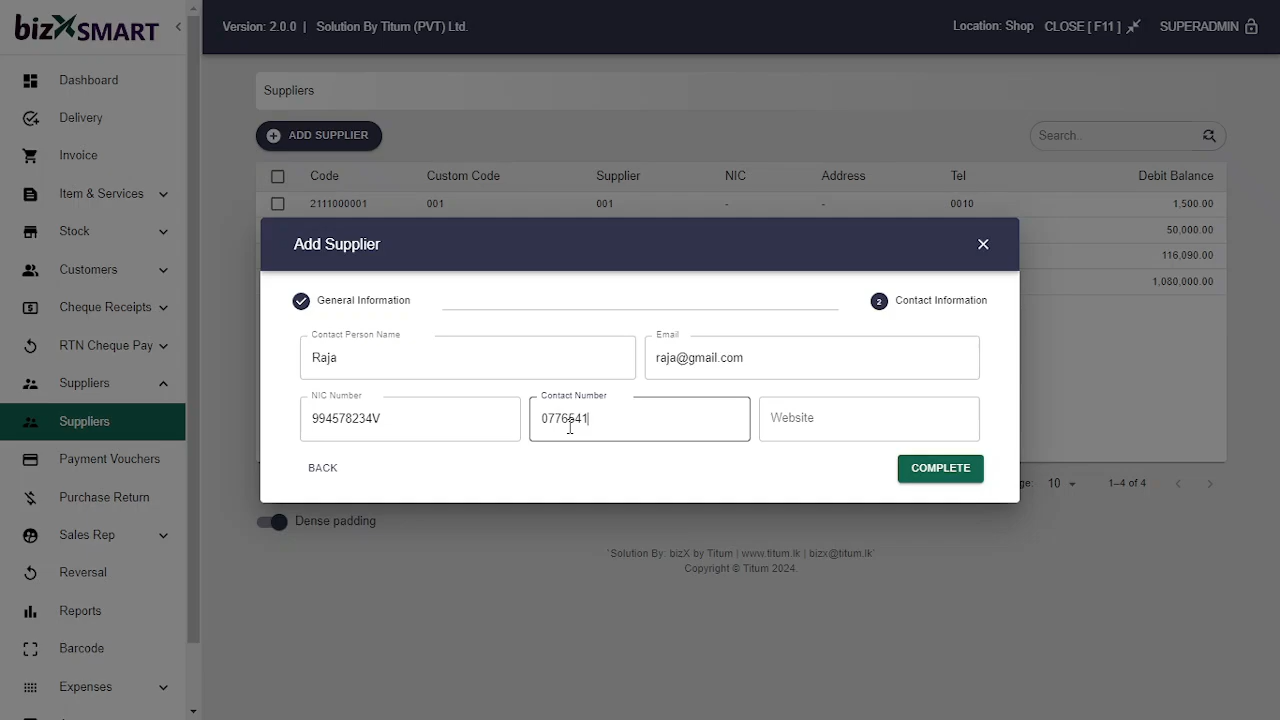 bizXSMART
Version: 2.0.0 | Solution By Titum (PVT) Ltd.
Location: Shop CLOSE [ F11 ] SUPERADMIN
Dashboard
Delivery
Invoice
Item & Services
Stock
Customers
Cheque Receipts
RTN Cheque Pay
Suppliers
Suppliers
Payment Vouchers
Purchase Return
Sales Rep
Reversal
Reports
Barcode
Expenses
Suppliers
ADD SUPPLIER
Search..
Code Custom Code Supplier NIC Address Tel Debit Balance
2111000001 001 001 - - 0010 1,500.00
50,000.00
116,090.00
1,080,000.00
Add Supplier
General Information
2 Contact Information
Contact Person Name
Raja
Email
raja@gmail.com
NIC Number
994578234V
Contact Number
0776541
Website
BACK
COMPLETE
ge: 10 1–4 of 4
Dense padding
`Solution By: bizX by Titum | www.titum.lk | bizx@titum.lk`
Copyright © Titum 2024.